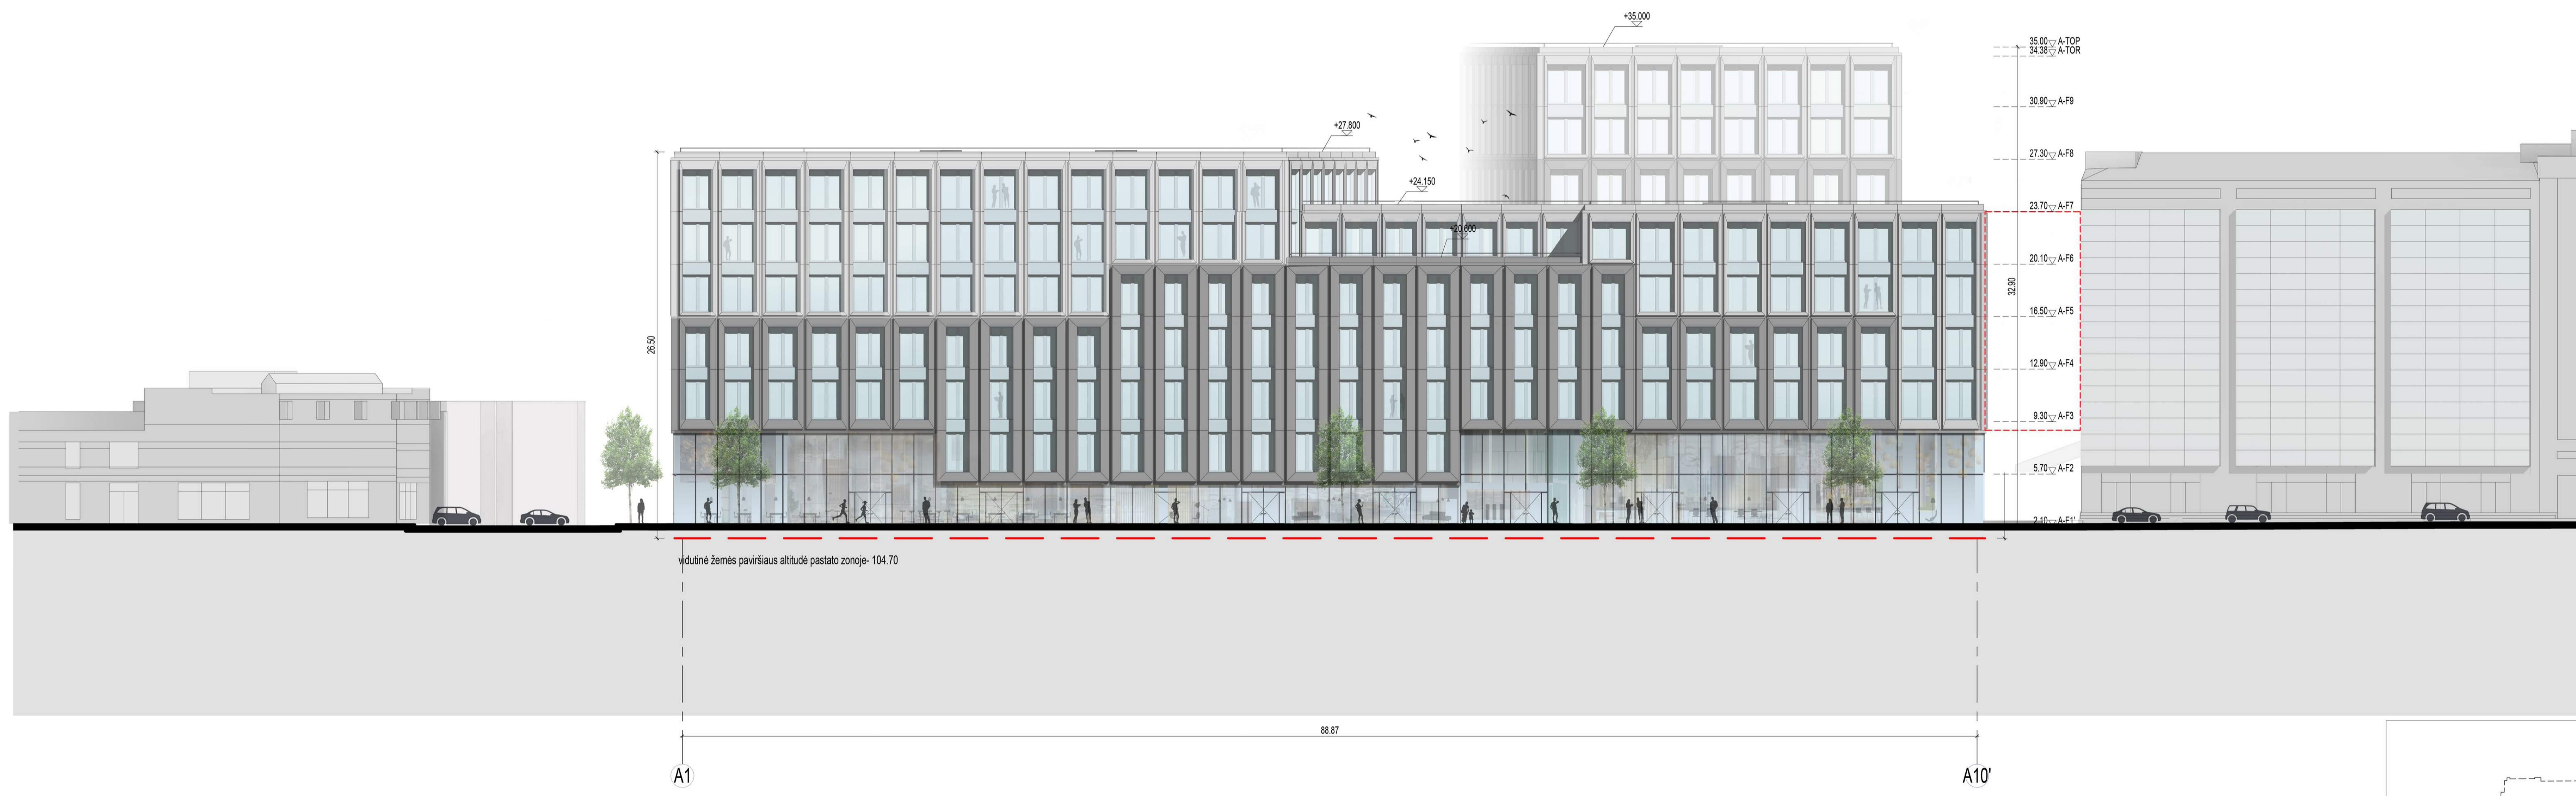 +35.000
35.00 A-TOP
34.38 A-TOR
30.90 A-F9
+27.800
27.30 A-F8
+24.150
23.70 A-F7
+20.600
20.10 A-F6
32.90
16.50 A-F5
26.50
12.90 A-F4
9.30 A-F3
5.70 A-F2
2.10 A-F1'
vidutinė žemės paviršiaus altitudė pastato zonoje- 104.70
88.87
A1
A10'